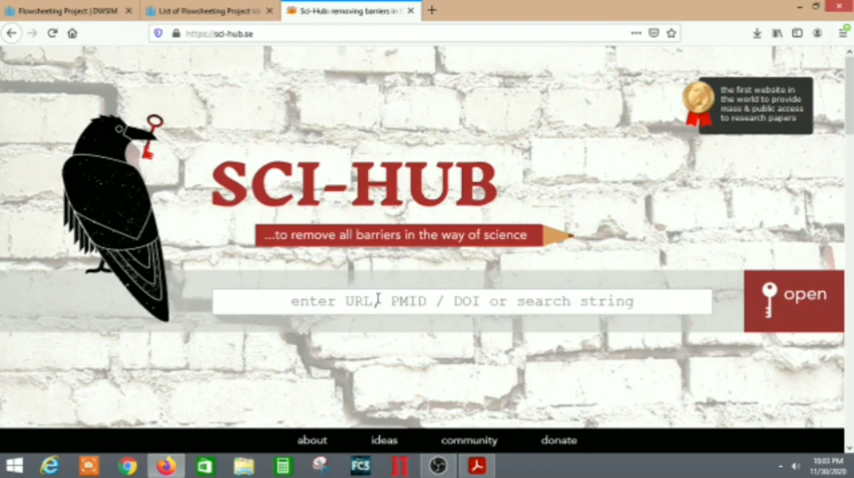 Flowsheeting Project | DWSIM
List of Flowsheeting Project
Sci-Hub: removing barriers in
https://sci-hub.se
the first website in
the world to provide
mass & public access
to research papers
SCI-HUB
...to remove all barriers in the way of science
enter URL, PMID / DOI or search string
open
about ideas community donate
FC3
10:03 PM
11/30/2020